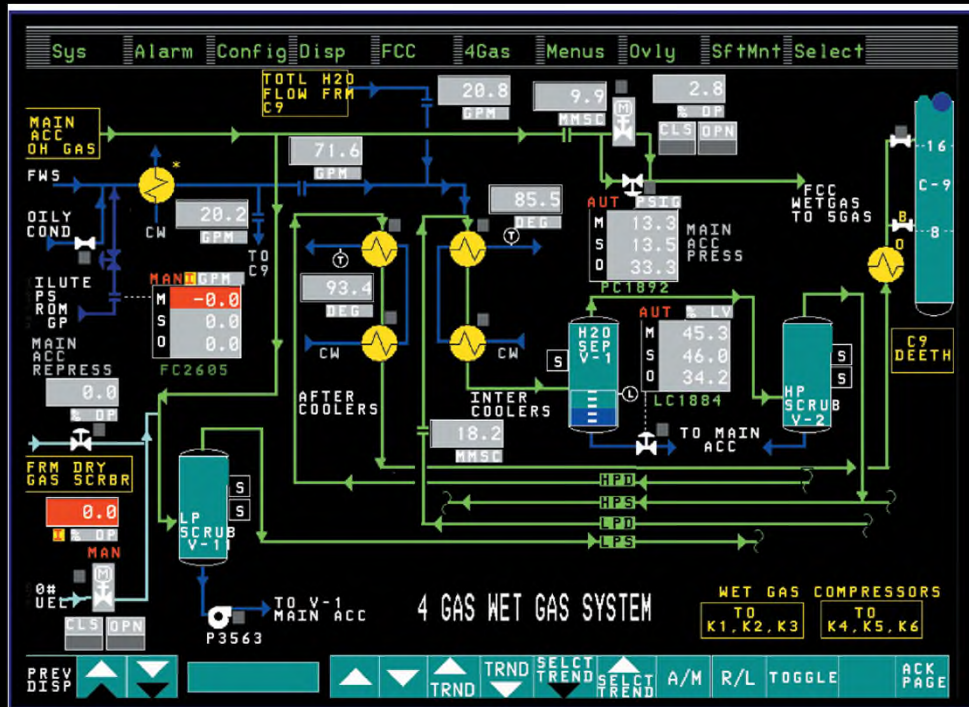 Sys Alarm Config Disp FCC 4Gas Menus Ovly SftMnt Select
TOTL H2O
FLOW FRM
C9
20.8
GPM
9.9
MMSC
M
2.8
% OP
CLS OPN
MAIN
ACC
OH GAS
71.6
GPM
FWS
*
OILY
COND
CW
20.2
GPM
TO
C9
85.5
DEG
T
T
93.4
DEG
CW
CW
AUT PSIG
M 13.3
S 13.5
O 33.3
PC1892
MAIN
ACC
PRESS
FCC
WETGAS
TO 5GAS
16
C-9
B
8
O
C9
DEETH
ILUTE
PS
ROM
GP
MAN I GPM
M -0.0
S 0.0
O 0.0
FC2605
MAIN
ACC
REPRESS
0.0
% OP
AFTER
COOLERS
INTER
COOLERS
18.2
MMSC
H2O
SEP
V-1
S
L
AUT % LV
M 45.3
S 46.0
O 34.2
LC1884
TO MAIN
ACC
HP
SCRUB
V-2
S
S
FRM DRY
GAS SCRBR
0.0
I % OP
MAN
M
0#
UEL
CLS OPN
LP
SCRUB
V-11
S
S
HPD
HPS
LPD
LPS
P3563
TO V-1
MAIN ACC
4 GAS WET GAS SYSTEM
WET GAS COMPRESSORS
TO
K1,K2,K3
TO
K4,K5,K6
PREV
DISP
TRND
TRND
SELCT
TREND
SELCT
TREND
A/M
R/L
TOGGLE
ACK
PAGE